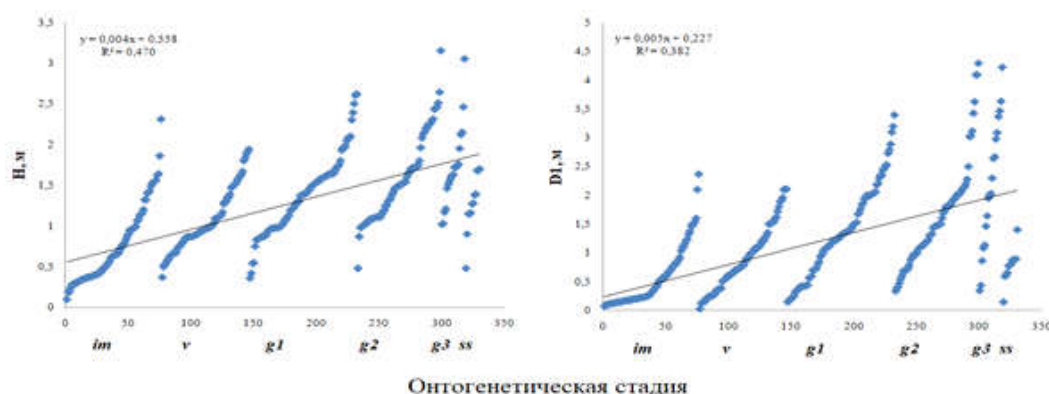 y = 0,004x + 0,558
R² = 0,470
3,5
3
2,5
2
1,5
1
0,5
0
H,м
0 50 100 150 200 250 300 350
im v g1 g2 g3 ss
y = 0,005x + 0,227
R² = 0,382
5
4,5
4
3,5
3
2,5
2
1,5
1
0,5
0
D1,м
0 50 100 150 200 250 300 350
im v g1 g2 g3 ss
Онтогенетическая стадия